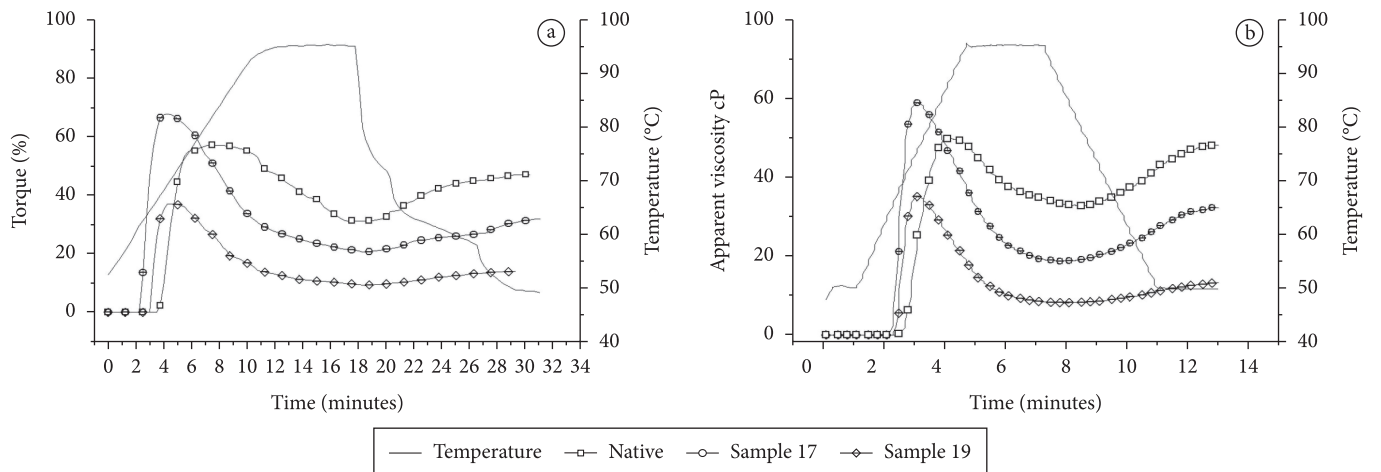 100
80
60
40
20
0
Torque (%)
0 2 4 6 8 10 12 14 16 18 20 22 24 26 28 30 32 34
Time (minutes)
100
90
80
70
60
50
40
Temperature (°C)
a
80
60
40
20
0
Apparent viscosity cP
0 2 4 6 8 10 12 14
Time (minutes)
100
90
80
70
60
50
40
Temperature (°C)
b
Temperature Native Sample 17 Sample 19